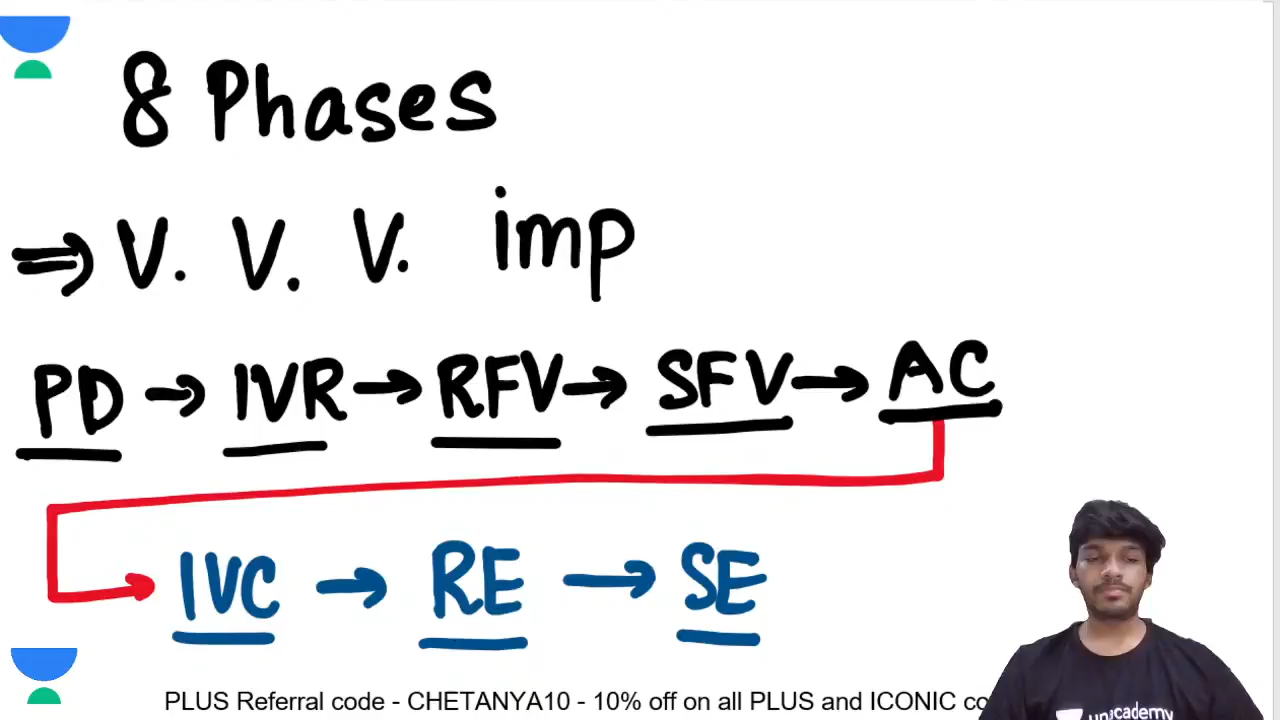 8 Phases
⇒ V. V. V. imp
PD → IVR → RFV → SFV → AC
IVC → RE → SE
PLUS Referral code - CHETANYA10 - 10% off on all PLUS and ICONIC co
unacademy